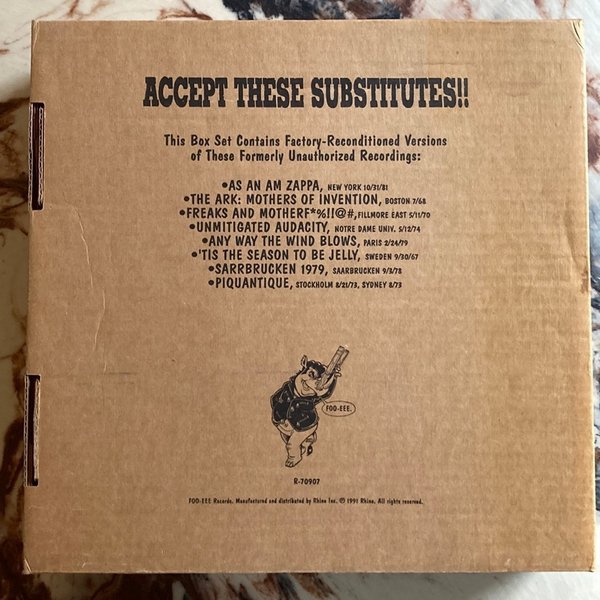 ACCEPT THESE SUBSTITUTES!!
This Box Set Contains Factory-Reconditioned Versions
of These Formerly Unauthorized Recordings:
•AS AN AM ZAPPA, NEW YORK 10/31/81
•THE ARK: MOTHERS OF INVENTION, BOSTON 7/68
•FREAKS AND MOTHERF*%!!@#, FILLMORE EAST 5/11/70
•UNMITIGATED AUDACITY, NOTRE DAME UNIV. 5/12/74
•ANY WAY THE WIND BLOWS, PARIS 2/24/79
•'TIS THE SEASON TO BE JELLY, SWEDEN 9/30/67
•SARRBRUCKEN 1979, SAARBRUCKEN 9/3/78
•PIQUANTIQUE, STOCKHOLM 8/21/73, SYDNEY 8/73
FOO-EEE.
R-70907
FOO-EEE Records. Manufactured and distributed by Rhino Inc. ℗ 1991 Rhino. All rights reserved.